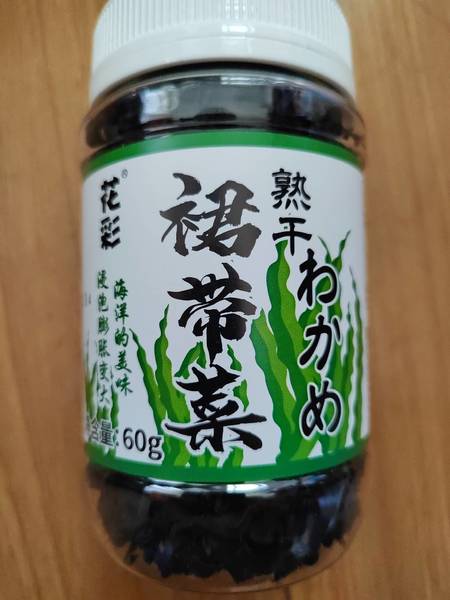 花彩®
海洋的美味
浸泡膨胀变大
裙带菜
熟干わかめ
含量:60g